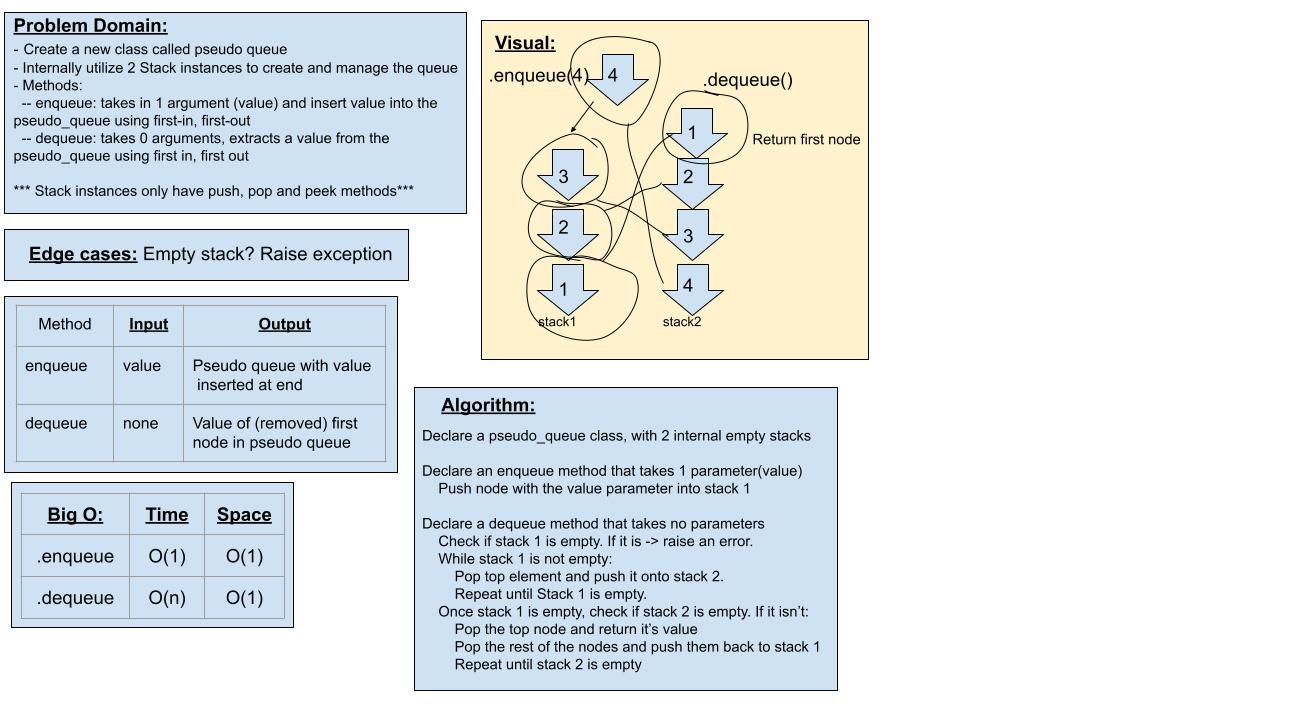 Problem Domain:
- Create a new class called pseudo queue
- Internally utilize 2 Stack instances to create and manage the queue
- Methods:
-- enqueue: takes in 1 argument (value) and insert value into the
pseudo_queue using first-in, first-out
-- dequeue: takes 0 arguments, extracts a value from the
pseudo_queue using first in, first out
*** Stack instances only have push, pop and peek methods***
Edge cases: Empty stack? Raise exception
Method Input Output
enqueue value Pseudo queue with value
inserted at end
dequeue none Value of (removed) first
node in pseudo queue
Big O: Time Space
.enqueue O(1) O(1)
.dequeue O(n) O(1)
Visual:
.enqueue(4) 4
.dequeue()
1 Return first node
3 2
2 3
1 4
stack1 stack2
Algorithm:
Declare a pseudo_queue class, with 2 internal empty stacks
Declare an enqueue method that takes 1 parameter(value)
Push node with the value parameter into stack 1
Declare a dequeue method that takes no parameters
Check if stack 1 is empty. If it is -> raise an error.
While stack 1 is not empty:
Pop top element and push it onto stack 2.
Repeat until Stack 1 is empty.
Once stack 1 is empty, check if stack 2 is empty. If it isn't:
Pop the top node and return it's value
Pop the rest of the nodes and push them back to stack 1
Repeat until stack 2 is empty